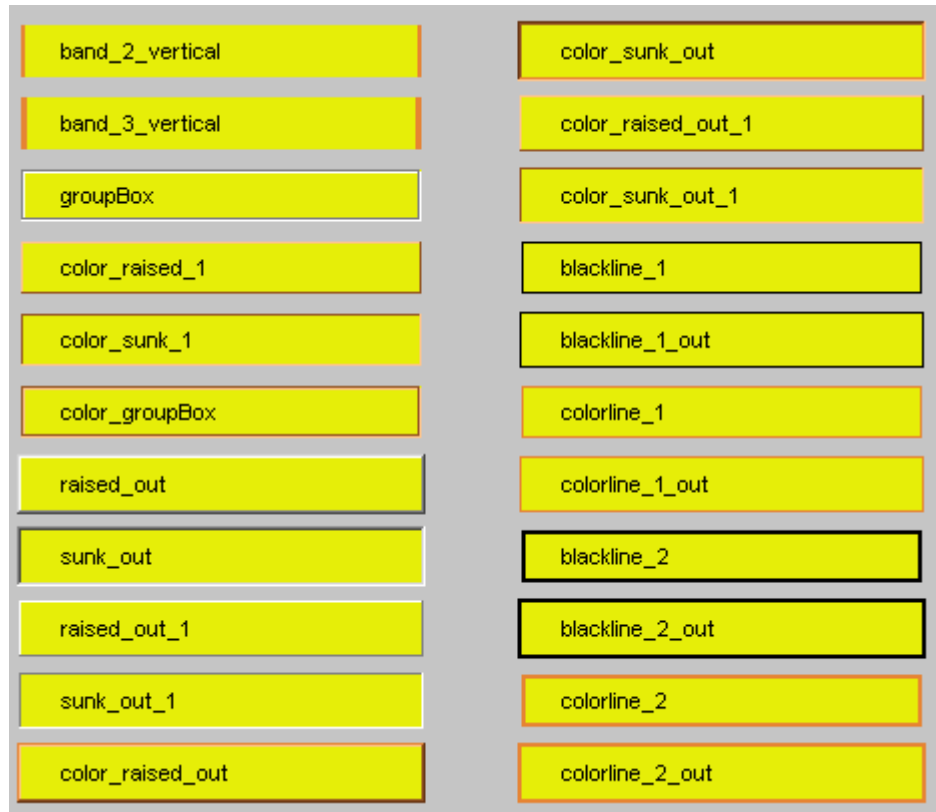 band_2_vertical
band_3_vertical
groupBox
color_raised_1
color_sunk_1
color_groupBox
raised_out
sunk_out
raised_out_1
sunk_out_1
color_raised_out
color_sunk_out
color_raised_out_1
color_sunk_out_1
blackline_1
blackline_1_out
colorline_1
colorline_1_out
blackline_2
blackline_2_out
colorline_2
colorline_2_out